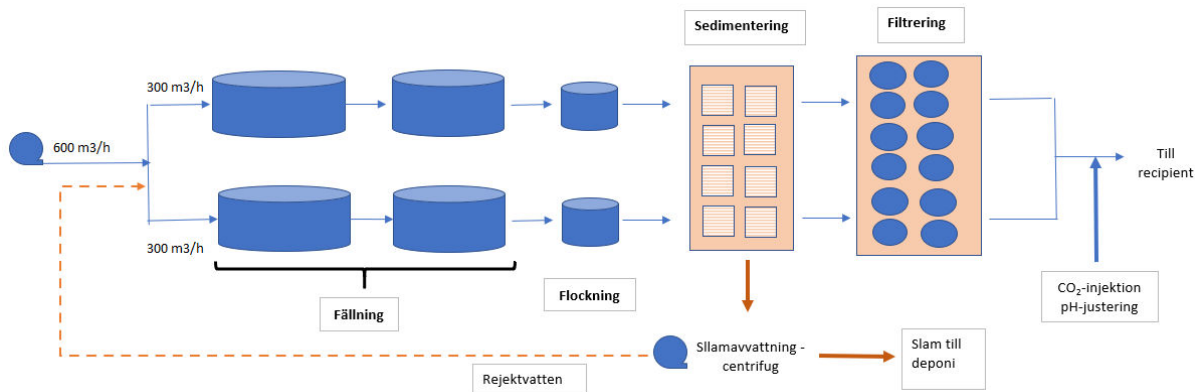 Sedimentering
Filtrering
300 m3/h
600 m3/h
Till
recipient
300 m3/h
Fällning
Flockning
CO₂-injektion
pH-justering
Sllamavvattning -
centrifug
Slam till
deponi
Rejektvatten